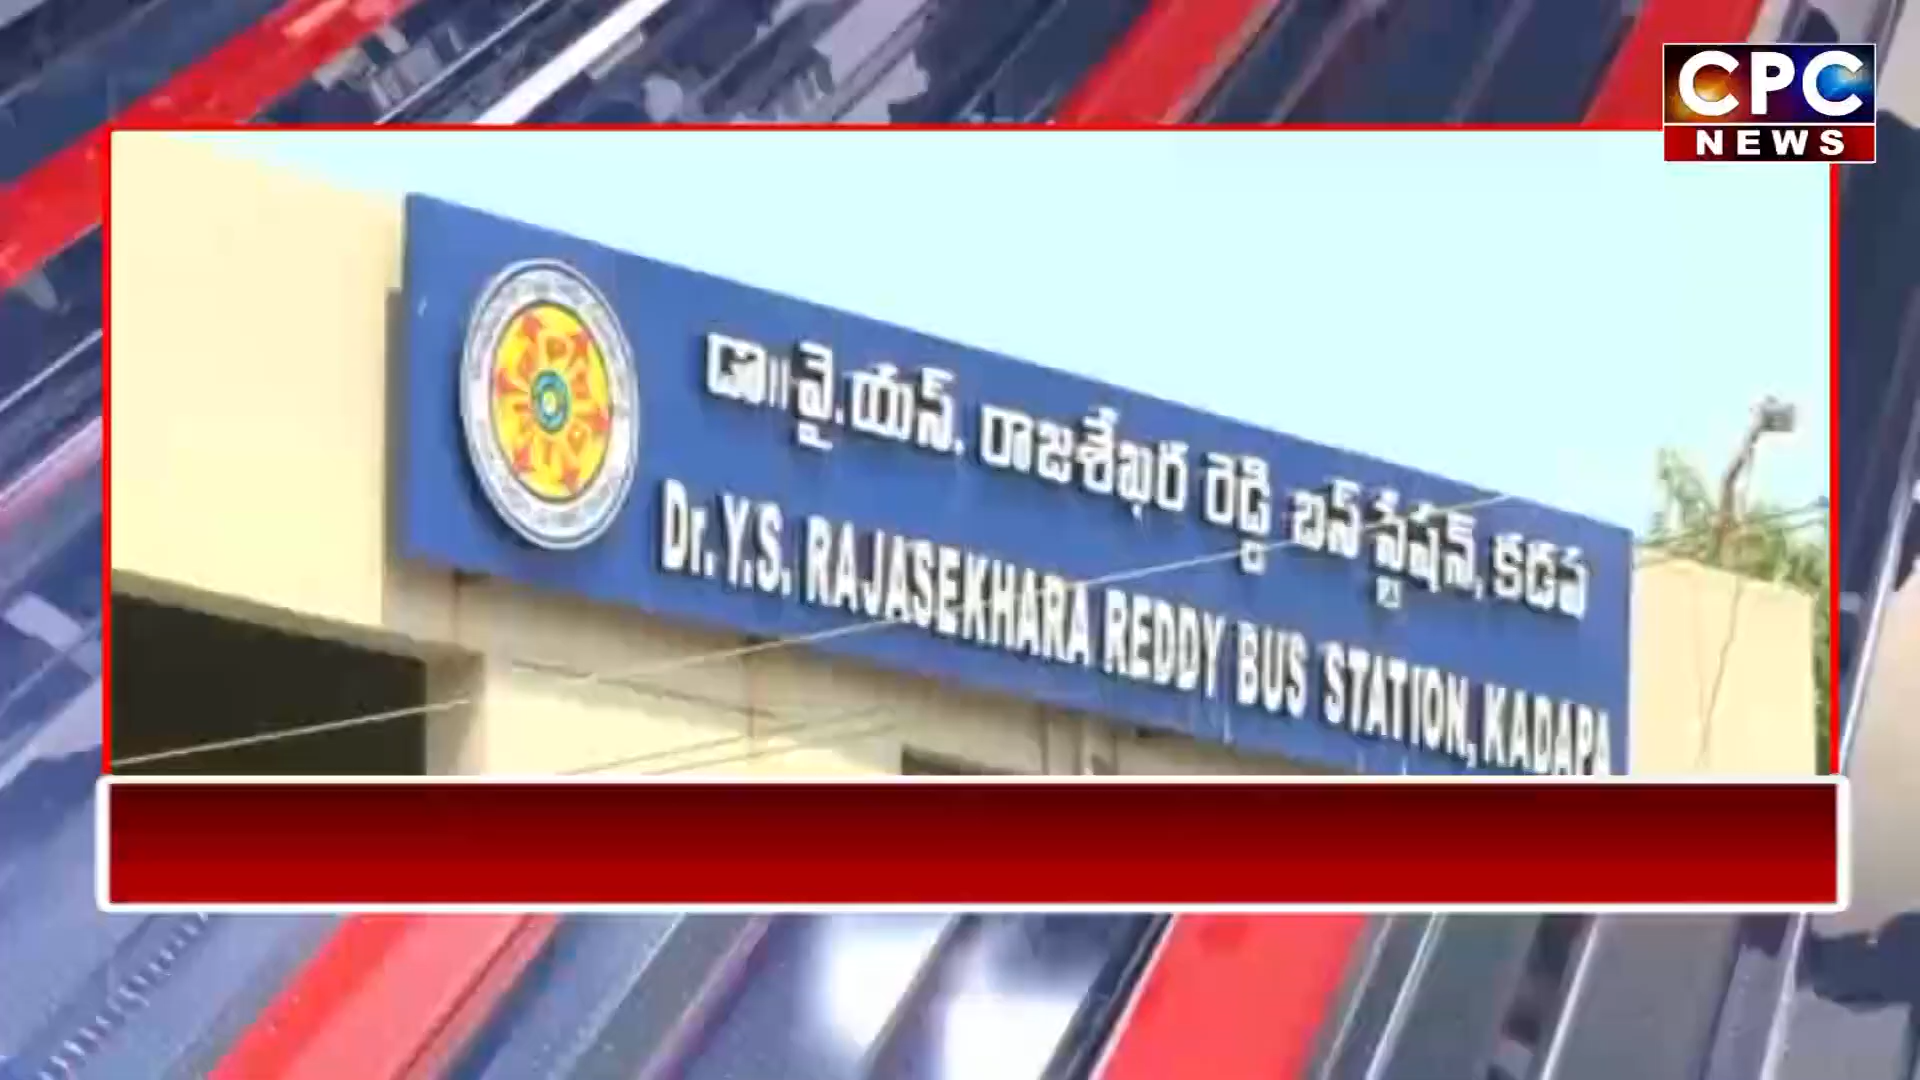 CPC
NEWS
డా॥ వై.యస్. రాజశేఖర రెడ్డి బస్ స్టేషన్, కడప
Dr. Y.S. RAJASEKHARA REDDY BUS STATION, KADAPA